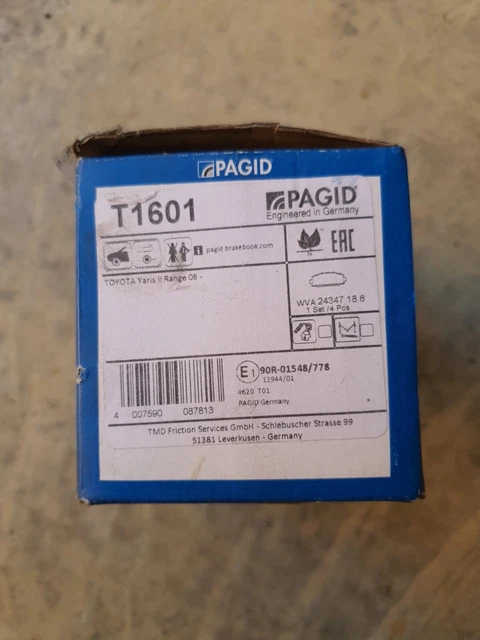 PAGID
T1601
PAGID
Engineered in Germany
i pagid.brakebook.com
EAC
TOYOTA Yaris II Range 06 -
WVA 24347 18.6
1 Set /4 Pcs
E1 90R-01548/778
12944/01
4620 T01
PAGID Germany
4 007590 087813
TMD Friction Services GmbH - Schlebuscher Strasse 99
51381 Leverkusen - Germany